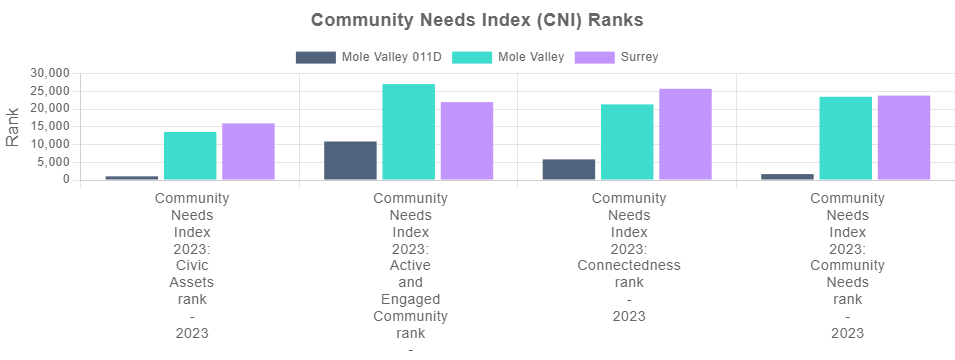 Community Needs Index (CNI) Ranks
Mole Valley 011D
Mole Valley
Surrey
Rank
30,000
25,000
20,000
15,000
10,000
5,000
0
Community
Needs
Index
2023:
Civic
Assets
rank
-
2023
Community
Needs
Index
2023:
Active
and
Engaged
Community
rank
-
Community
Needs
Index
2023:
Connectedness
rank
-
2023
Community
Needs
Index
2023:
Community
Needs
rank
-
2023